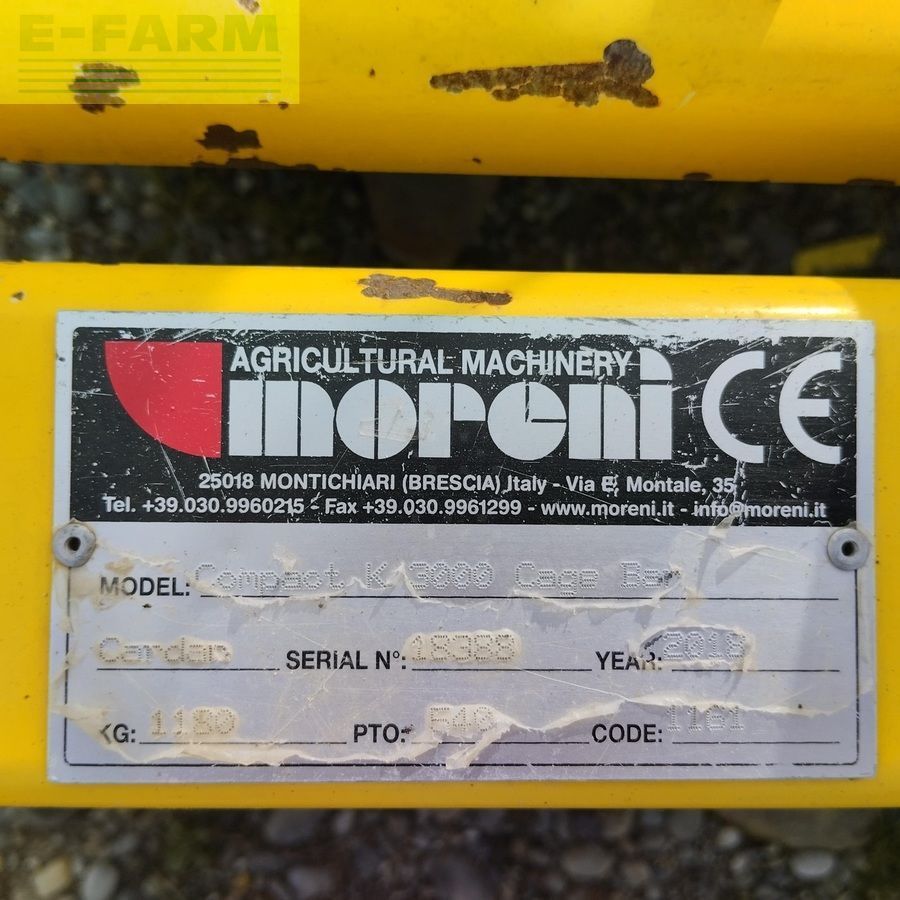 E-FARM
AGRICULTURAL MACHINERY
moreni CE
25018 MONTICHIARI (BRESCIA) Italy - Via E. Montale, 35
Tel. +39.030.9960215 - Fax +39.030.9961299 - www.moreni.it - info@moreni.it
MODEL: Compact K 3000 Cage Bar
Cardan SERIAL N°: 18388 YEAR: 2018
KG: 1150 PTO: 540 CODE: 1161